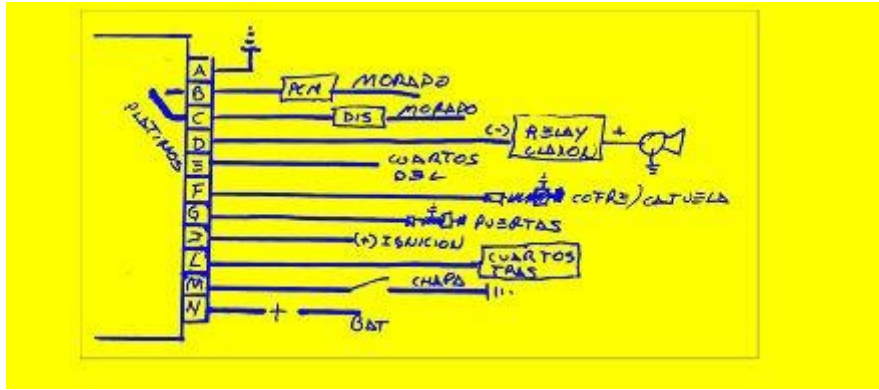 A
B PCM MORADO
C DIS MORADO
PLATINOS
D (-) RELAY CLAXON +
E CUARTOS DEL
F COFRE/CAJUELA
G PUERTAS
J (+) IGNICION
L CUARTOS TRAS
M CHAPA
N + BAT